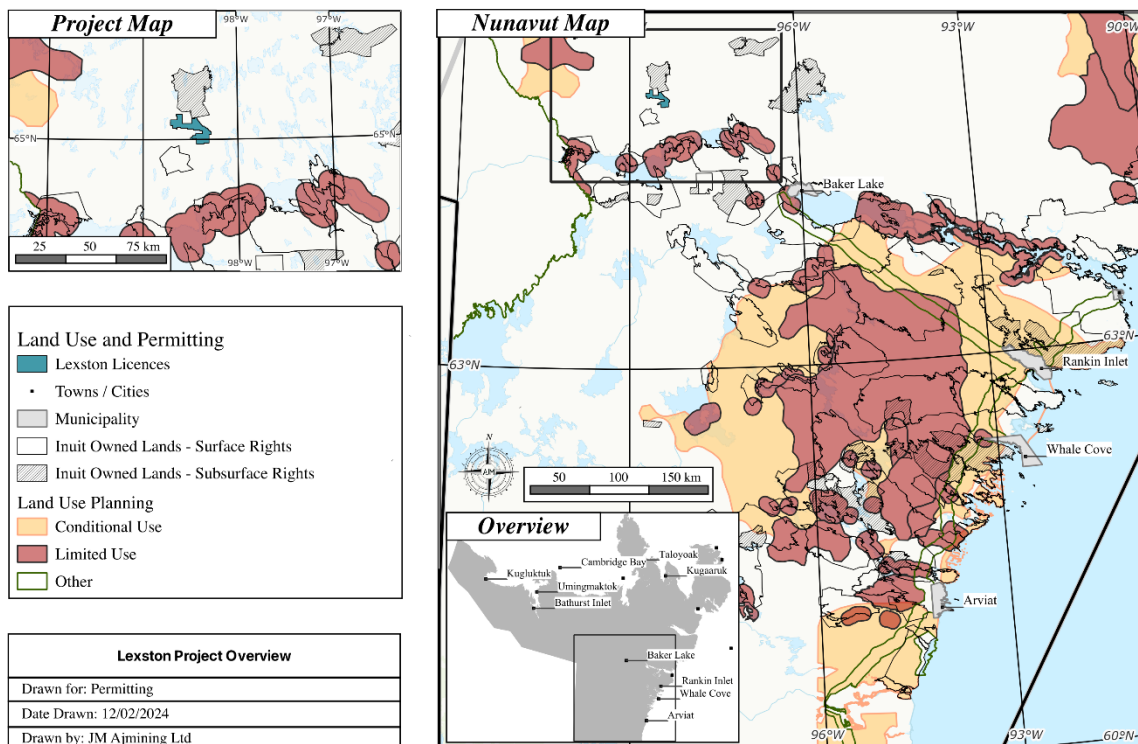 Project Map
98°W
97°W
65°N
65°N
25 50 75 km
98°W
97°W
Land Use and Permitting
Lexston Licences
Towns / Cities
Municipality
Inuit Owned Lands - Surface Rights
Inuit Owned Lands - Subsurface Rights
Land Use Planning
Conditional Use
Limited Use
Other
Lexston Project Overview
Drawn for: Permitting
Date Drawn: 12/02/2024
Drawn by: JM Ajmining Ltd
Nunavut Map
96°W
93°W
90°W
Baker Lake
63°N
63°N
Rankin Inlet
Whale Cove
N
50 100 150 km
Arviat
96°W
93°W
60°N
Overview
Taloyoak
Cambridge Bay
Kugluktuk
Kugaaruk
Umingmaktok
Bathurst Inlet
Baker Lake
Rankin Inlet
Whale Cove
Arviat